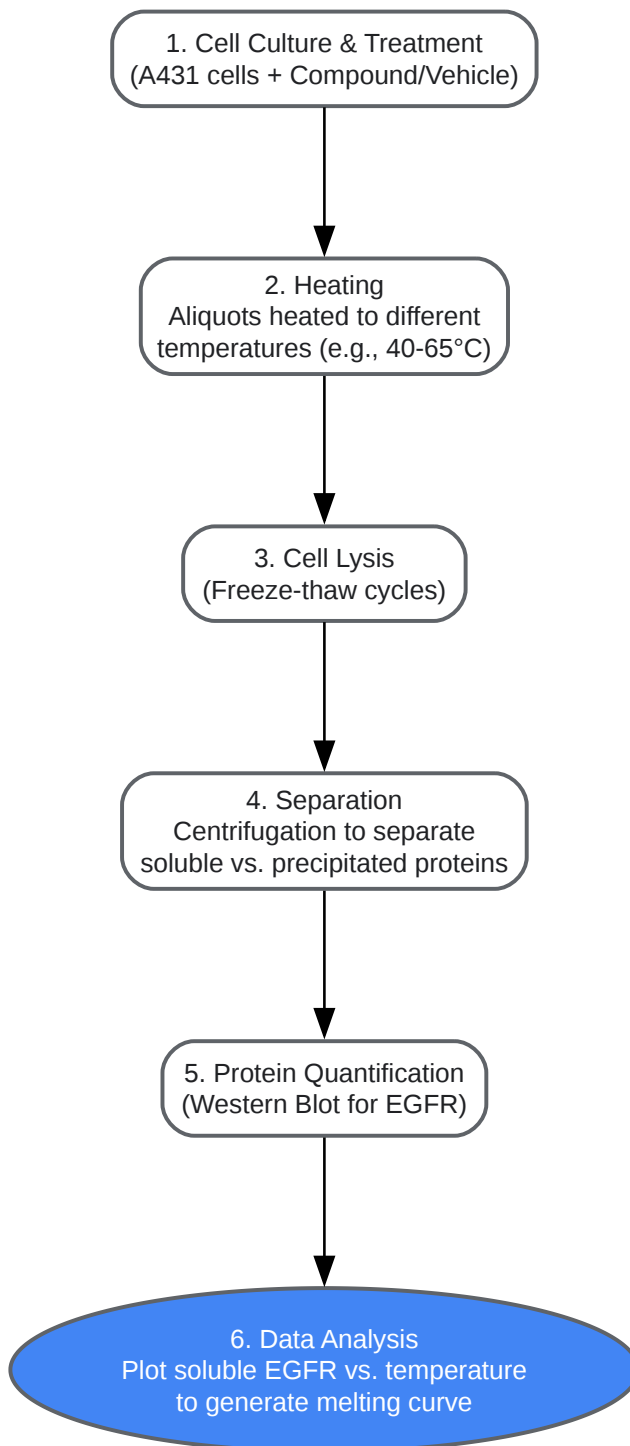 1. Cell Culture & Treatment
(A431 cells + Compound/Vehicle)
2. Heating
Aliquots heated to different
temperatures (e.g., 40-65°C)
3. Cell Lysis
(Freeze-thaw cycles)
4. Separation
Centrifugation to separate
soluble vs. precipitated proteins
5. Protein Quantification
(Western Blot for EGFR)
6. Data Analysis
Plot soluble EGFR vs. temperature
to generate melting curve